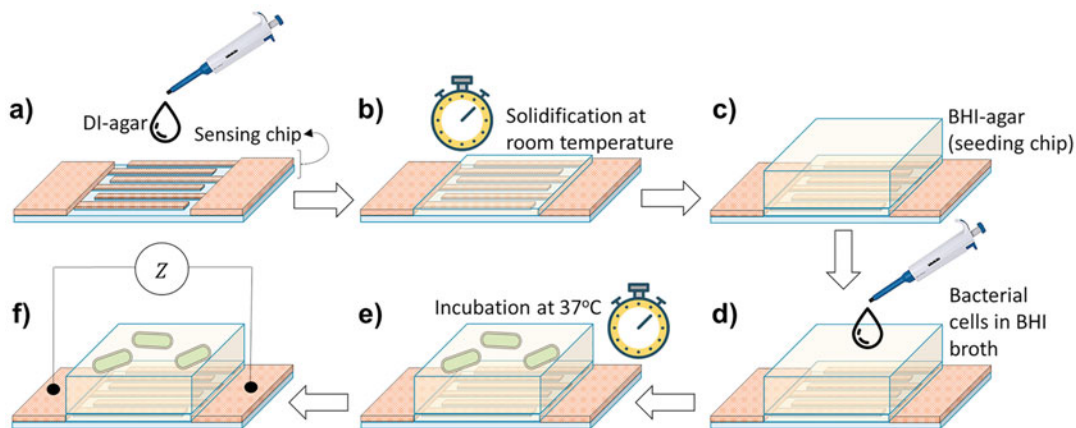 a)
DI-agar
Sensing chip
b)
Solidification at
room temperature
c)
BHI-agar
(seeding chip)
d)
Bacterial
cells in BHI
broth
e)
Incubation at 37°C
f)
Z